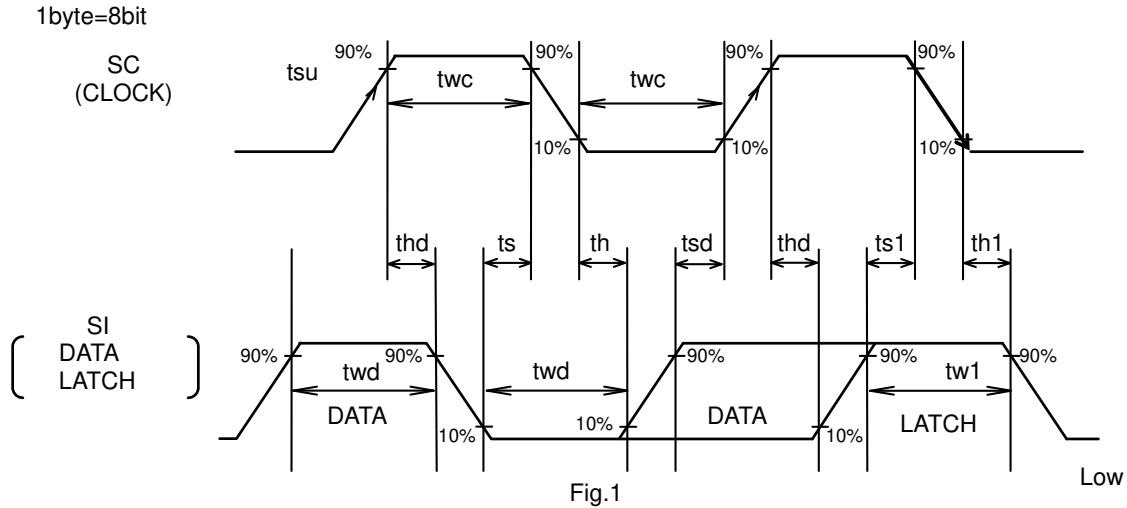 1byte=8bit
SC
(CLOCK)
tsu
90% 90% 90% 90%
twc twc
10% 10% 10%
thd ts th tsd thd ts1 th1
SI
DATA
LATCH
90% 90% 90% 90% 90%
twd twd tw1
DATA DATA LATCH
10% 10% 10%
Low
Fig.1